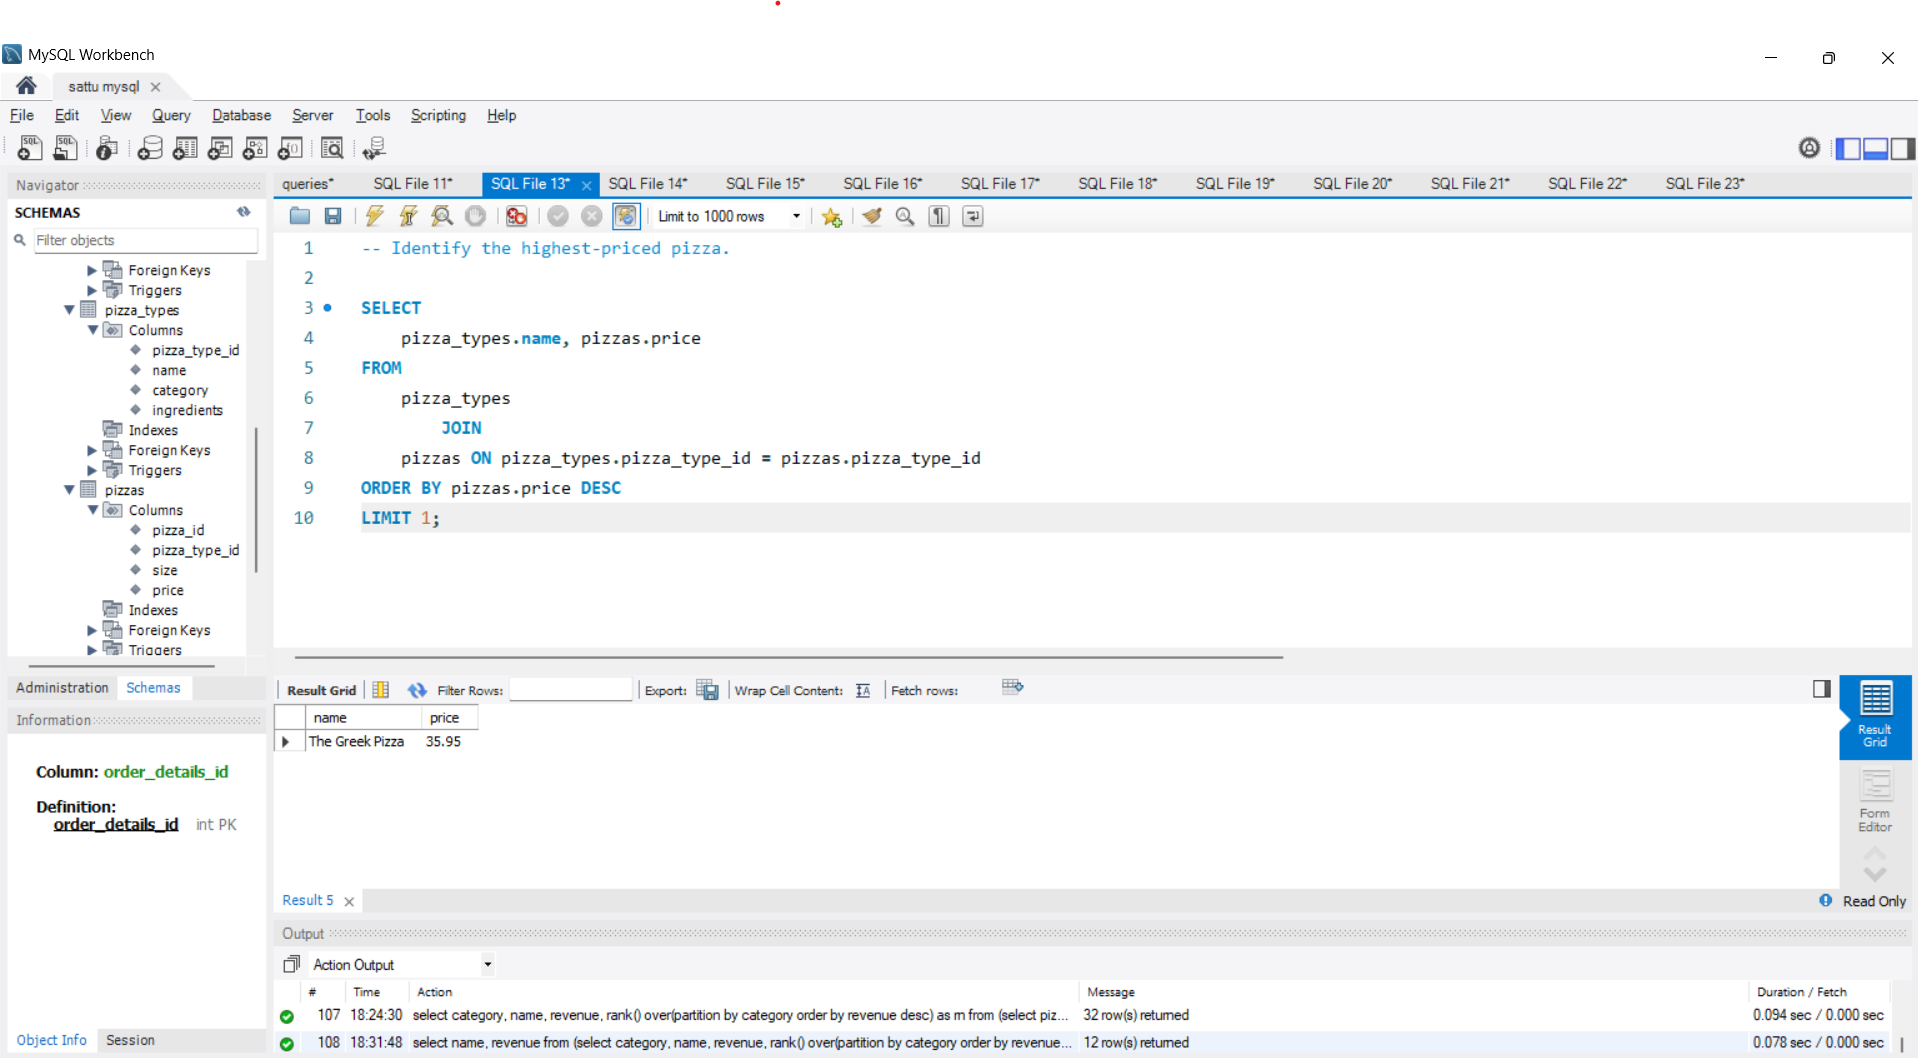 MySQL Workbench
sattu mysql
File Edit View Query Database Server Tools Scripting Help
Navigator
SCHEMAS
Filter objects
Foreign Keys
Triggers
pizza_types
Columns
pizza_type_id
name
category
ingredients
Indexes
Foreign Keys
Triggers
pizzas
Columns
pizza_id
pizza_type_id
size
price
Indexes
Foreign Keys
Triggers
Administration Schemas
Information
Column: order_details_id
Definition:
order_details_id int PK
Object Info Session
queries* SQL File 11* SQL File 13* SQL File 14* SQL File 15* SQL File 16* SQL File 17* SQL File 18* SQL File 19* SQL File 20* SQL File 21* SQL File 22* SQL File 23*
Limit to 1000 rows
1 -- Identify the highest-priced pizza.
2
3 SELECT
4 pizza_types.name, pizzas.price
5 FROM
6 pizza_types
7 JOIN
8 pizzas ON pizza_types.pizza_type_id = pizzas.pizza_type_id
9 ORDER BY pizzas.price DESC
10 LIMIT 1;
Result Grid Filter Rows: Export: Wrap Cell Content: Fetch rows:
name price
The Greek Pizza 35.95
Result
Grid
Form
Editor
Result 5
Read Only
Output
Action Output
# Time Action Message Duration / Fetch
107 18:24:30 select category, name, revenue, rank() over(partition by category order by revenue desc) as rn from (select piz... 32 row(s) returned 0.094 sec / 0.000 sec
108 18:31:48 select name, revenue from (select category, name, revenue, rank() over(partition by category order by revenue... 12 row(s) returned 0.078 sec / 0.000 sec